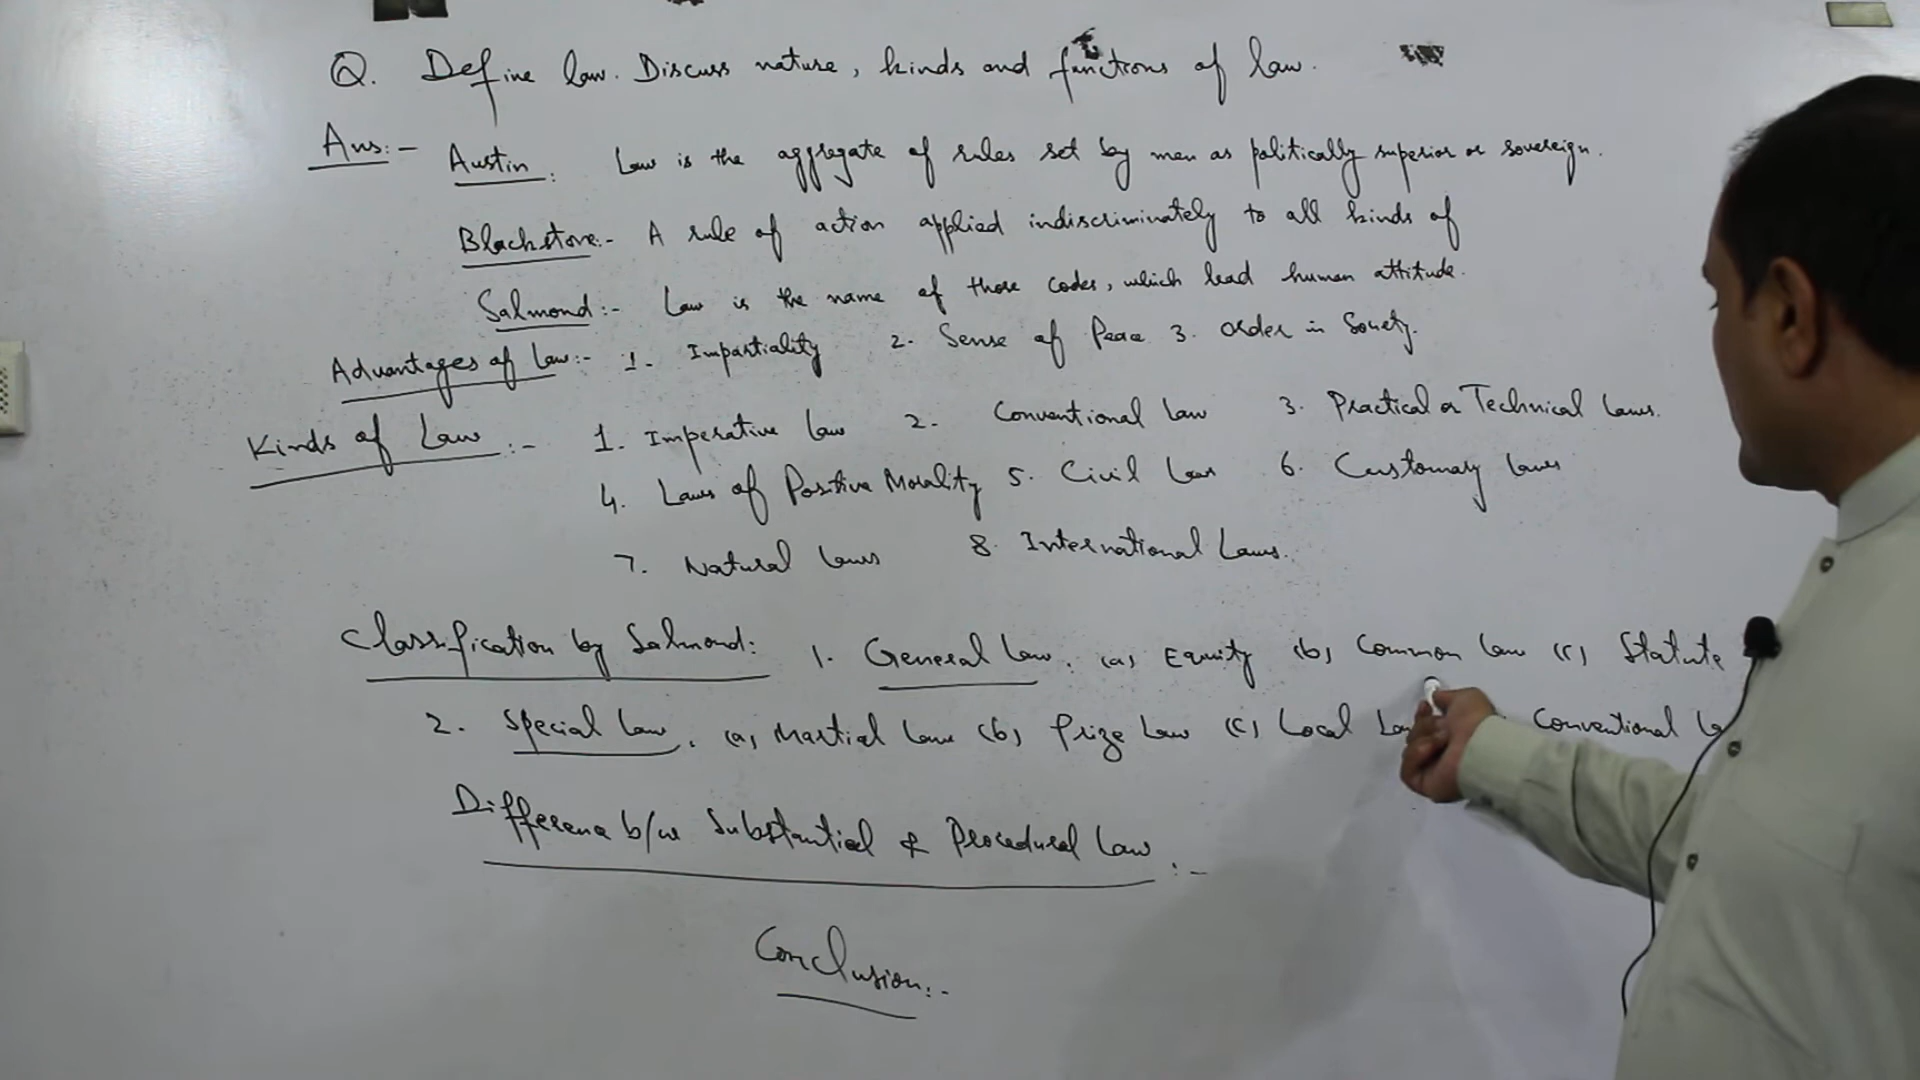 Q. Define law. Discuss nature, kinds and functions of law.
Ans:- Austin: Law is the aggregate of rules set by men as politically superior or sovereign.
Blackstone:- A rule of action applied indiscriminately to all kinds of
Salmond:- Law is the name of those codes, which lead human attitude.
Advantages of Law:- 1. Impartiality 2. Sense of Peace 3. Order in Society.
Kinds of Law:- 1. Imperative law 2. Conventional law 3. Practical or Technical laws.
4. Laws of Positive Morality 5. Civil Law 6. Customary laws
7. Natural laws 8. International Laws.
Classification by Salmond: 1. General law. (a) Equity (b) Common law (c) Statute
2. Special law. (a) Martial law (b) Prize Law (c) Local Conventional
Difference b/w Substantial & Procedural law:-
Conclusion:-